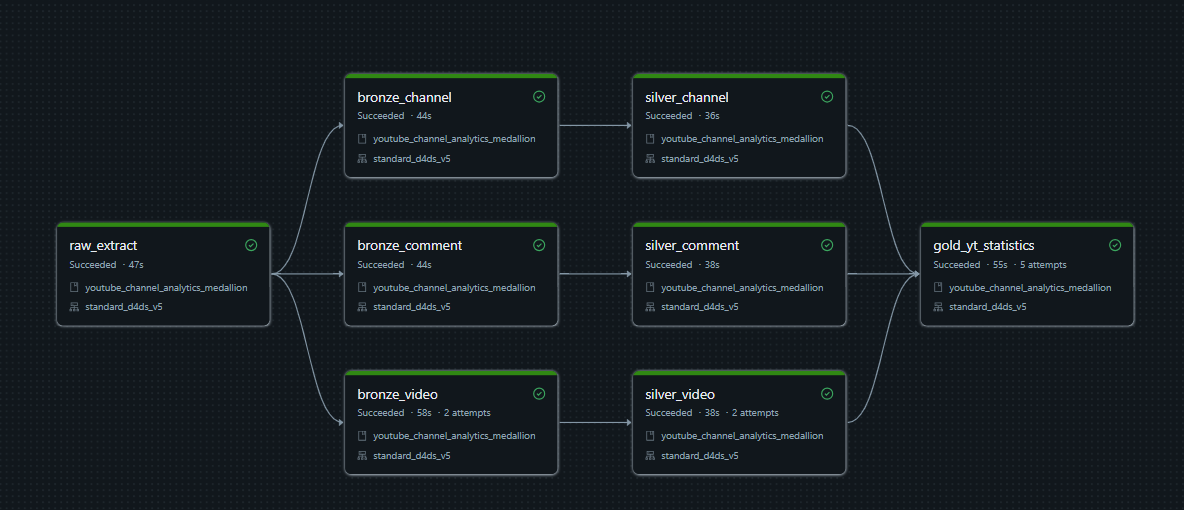 bronze_channel
Succeeded · 44s
youtube_channel_analytics_medallion
standard_d4ds_v5
silver_channel
Succeeded · 36s
youtube_channel_analytics_medallion
standard_d4ds_v5
raw_extract
Succeeded · 47s
youtube_channel_analytics_medallion
standard_d4ds_v5
bronze_comment
Succeeded · 44s
youtube_channel_analytics_medallion
standard_d4ds_v5
silver_comment
Succeeded · 38s
youtube_channel_analytics_medallion
standard_d4ds_v5
gold_yt_statistics
Succeeded · 55s · 5 attempts
youtube_channel_analytics_medallion
standard_d4ds_v5
bronze_video
Succeeded · 58s · 2 attempts
youtube_channel_analytics_medallion
standard_d4ds_v5
silver_video
Succeeded · 38s · 2 attempts
youtube_channel_analytics_medallion
standard_d4ds_v5